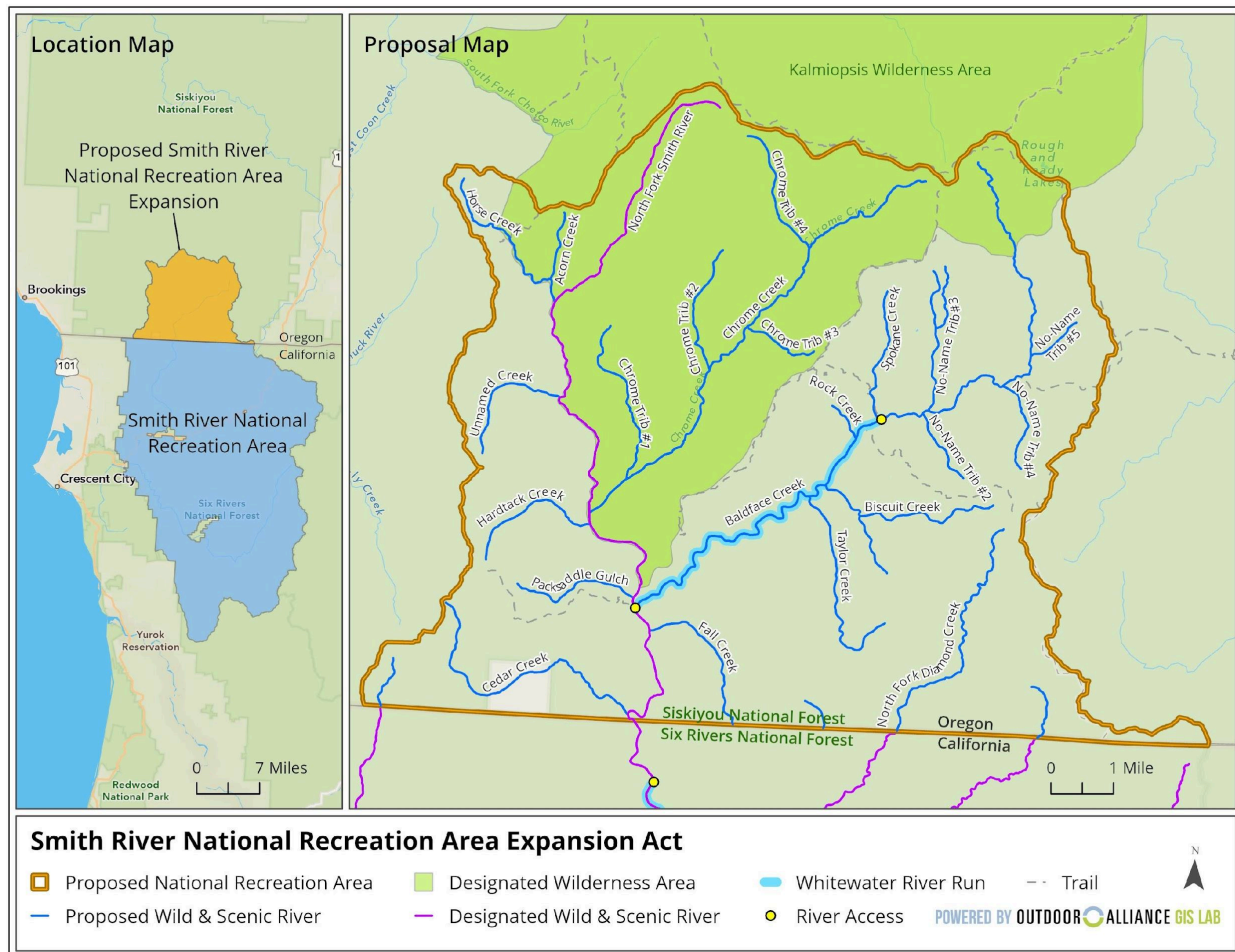 Location Map
Siskiyou
National Forest
Proposed Smith River
National Recreation Area
Expansion
1
Brookings
Oregon
California
101
Smith River National
Recreation Area
Crescent City
Six Rivers
National Forest
Yurok
Reservation
Redwood
National Park
0 7 Miles
Proposal Map
Kalmiopsis Wilderness Area
South Fork Chetco River
st Coon Creek
North Fork Smith River
Chrome Trib #4
Rough
and
Ready
Lakes
Horse Creek
Acorn Creek
Chrome Creek
Chrome Trib #2
Chrome Creek
Chrome Trib #3
Spokane Creek
No-Name Trib #3
No-Name
Trib #5
uck River
Unnamed Creek
Chrome Trib #1
Chrome Creek
Rock Creek
No-Name Trib #2
No-Name Trib #4
Hardtack Creek
Baldface Creek
Biscuit Creek
Taylor Creek
Packsaddle Gulch
Fall Creek
Cedar Creek
North Fork Diamond Creek
Siskiyou National Forest
Six Rivers National Forest
Oregon
California
0 1 Mile
Smith River National Recreation Area Expansion Act
Proposed National Recreation Area
Designated Wilderness Area
Whitewater River Run
Trail
Proposed Wild & Scenic River
Designated Wild & Scenic River
River Access
N
POWERED BY OUTDOOR ALLIANCE GIS LAB